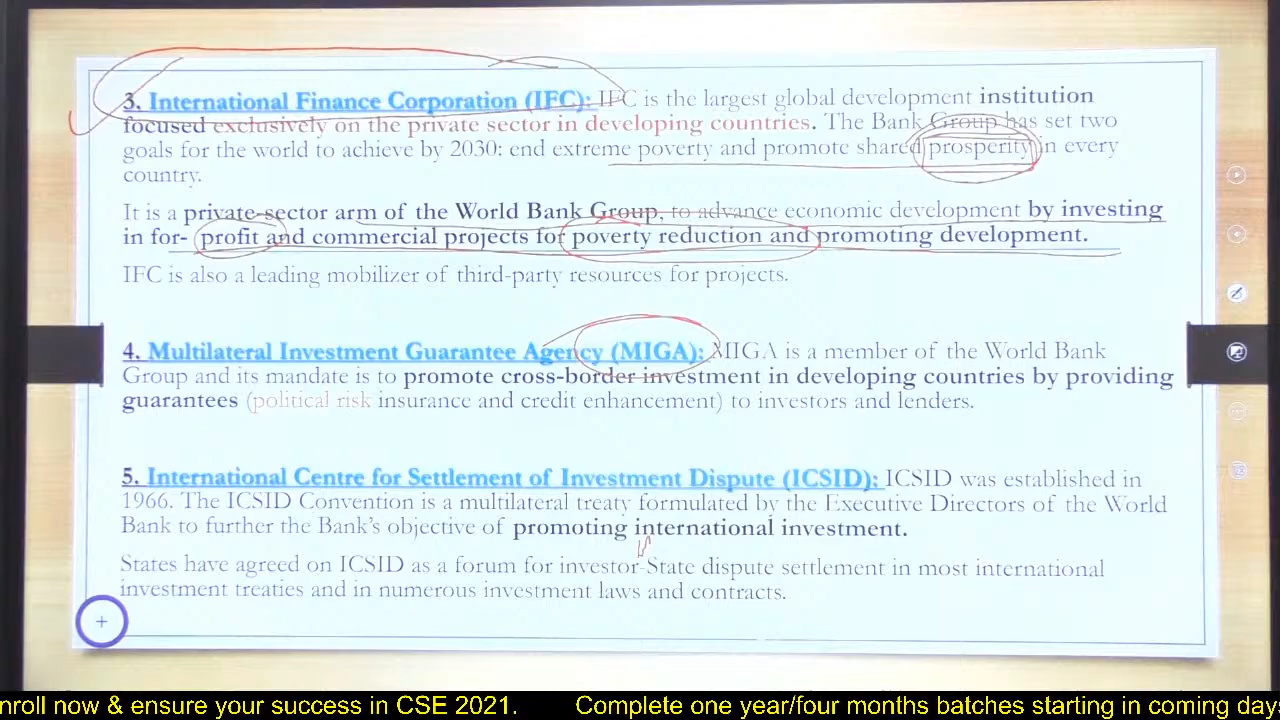 3. International Finance Corporation (IFC): IFC is the largest global development institution
focused exclusively on the private sector in developing countries. The Bank Group has set two
goals for the world to achieve by 2030: end extreme poverty and promote shared prosperity in every
country.
It is a private-sector arm of the World Bank Group, to advance economic development by investing
in for- profit and commercial projects for poverty reduction and promoting development.
IFC is also a leading mobilizer of third-party resources for projects.
4. Multilateral Investment Guarantee Agency (MIGA): MIGA is a member of the World Bank
Group and its mandate is to promote cross-border investment in developing countries by providing
guarantees (political risk insurance and credit enhancement) to investors and lenders.
5. International Centre for Settlement of Investment Dispute (ICSID): ICSID was established in
1966. The ICSID Convention is a multilateral treaty formulated by the Executive Directors of the World
Bank to further the Bank's objective of promoting international investment.
States have agreed on ICSID as a forum for investor-State dispute settlement in most international
investment treaties and in numerous investment laws and contracts.
nroll now & ensure your success in CSE 2021. Complete one year/four months batches starting in coming day